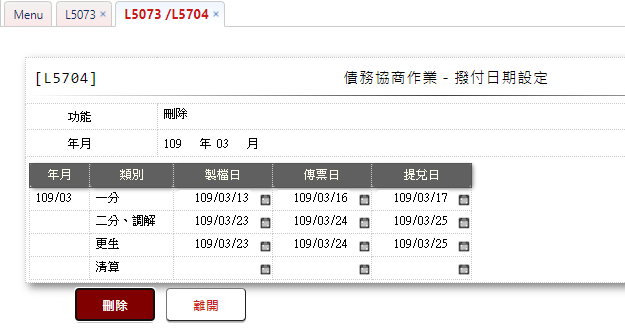 Menu L5073 × L5073 /L5704 ×
[L5704] 債務協商作業－撥付日期設定
功能 刪除
年月 109 年 03 月
年月 類別 製檔日 傳票日 提兌日
109/03 一分 109/03/13 109/03/16 109/03/17
二分、調解 109/03/23 109/03/24 109/03/25
更生 109/03/23 109/03/24 109/03/25
清算
刪除 離開